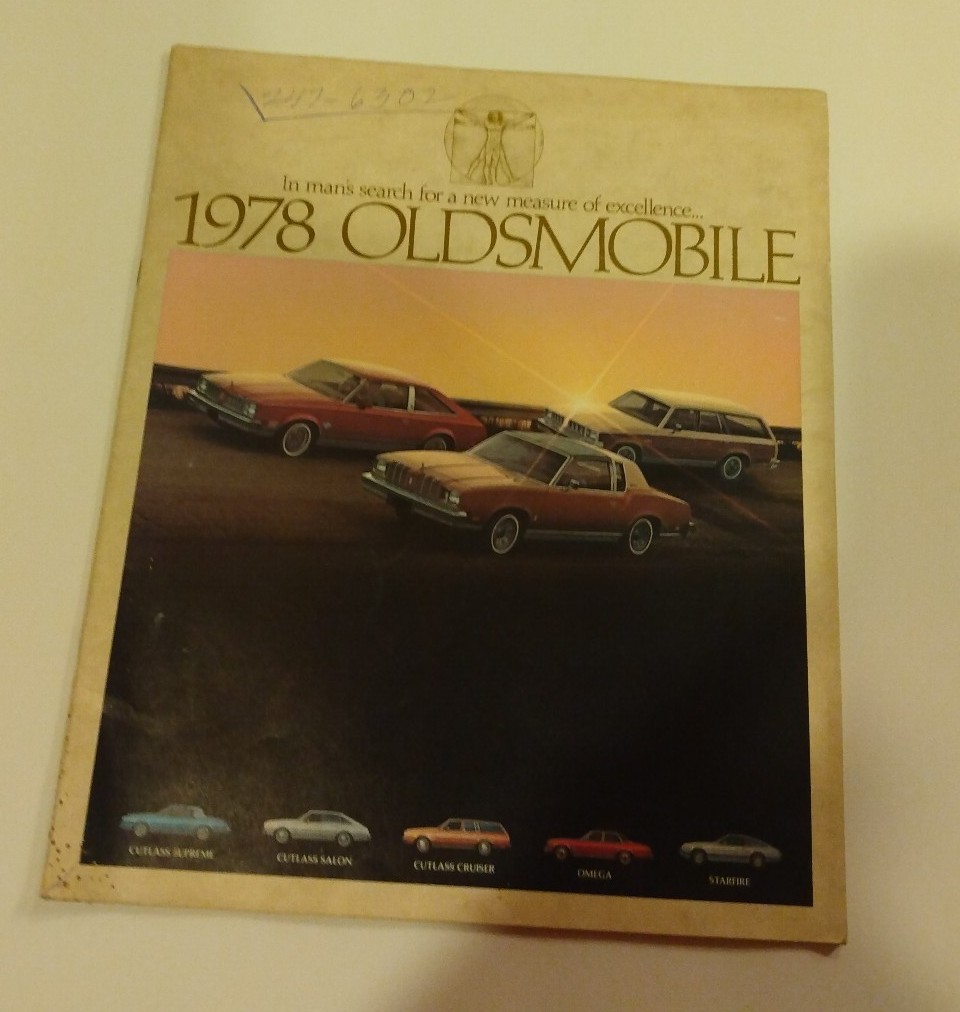 247-6302
In man's search for a new measure of excellence...
1978 OLDSMOBILE
CUTLASS SUPREME
CUTLASS SALON
CUTLASS CRUISER
OMEGA
STARFIRE